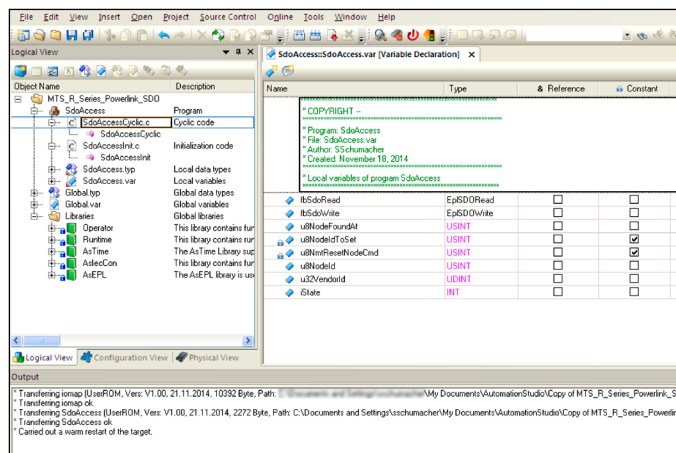 File Edit View Insert Open Project Source Control Online Tools Window Help
Logical View
SdoAccess::SdoAccess.var [Variable Declaration]
Object Name Description
Name Type & Reference Constant
MTS_R_Series_Powerlink_SDO
SdoAccess Program
SdoAccessCyclic.c Cyclic code
SdoAccessCyclic
SdoAccessInit.c Initialization code
SdoAccessInit
SdoAccess.typ Local data types
SdoAccess.var Local variables
Global.typ Global data types
Global.var Global variables
Libraries Global libraries
Operator This library contains fun
Runtime This library contains fun
AsTime The AsTime Library sup
AsIecCon This library contains fun
AsEPL The AsEPL library is use
* COPYRIGHT --
* Program: SdoAccess
* File: SdoAccess.var
* Author: SSchumacher
* Created: November 18, 2014
* Local variables of program SdoAccess
fbSdoRead EplSDORead
fbSdoWrite EplSDOWrite
u8NodeFoundAt USINT
u8NodeIdToSet USINT
u8NmtResetNodeCmd USINT
u8NodeId USINT
u32VendorId UDINT
iState INT
Logical View Configuration View Physical View
Output
* Transferring iomap (UserROM, Vers: V1.00, 21.11.2014, 10392 Byte, Path: \My Documents\AutomationStudio\Copy of MTS_R_Series_Powerlink_S
* Transferring iomap ok
* Transferring SdoAccess (UserROM, Vers: V1.00, 21.11.2014, 2272 Byte, Path: C:\Documents and Settings\sschumacher\My Documents\AutomationStudio\Copy of MTS_R_Series_Powerlin
* Transferring SdoAccess ok
* Carried out a warm restart of the target.